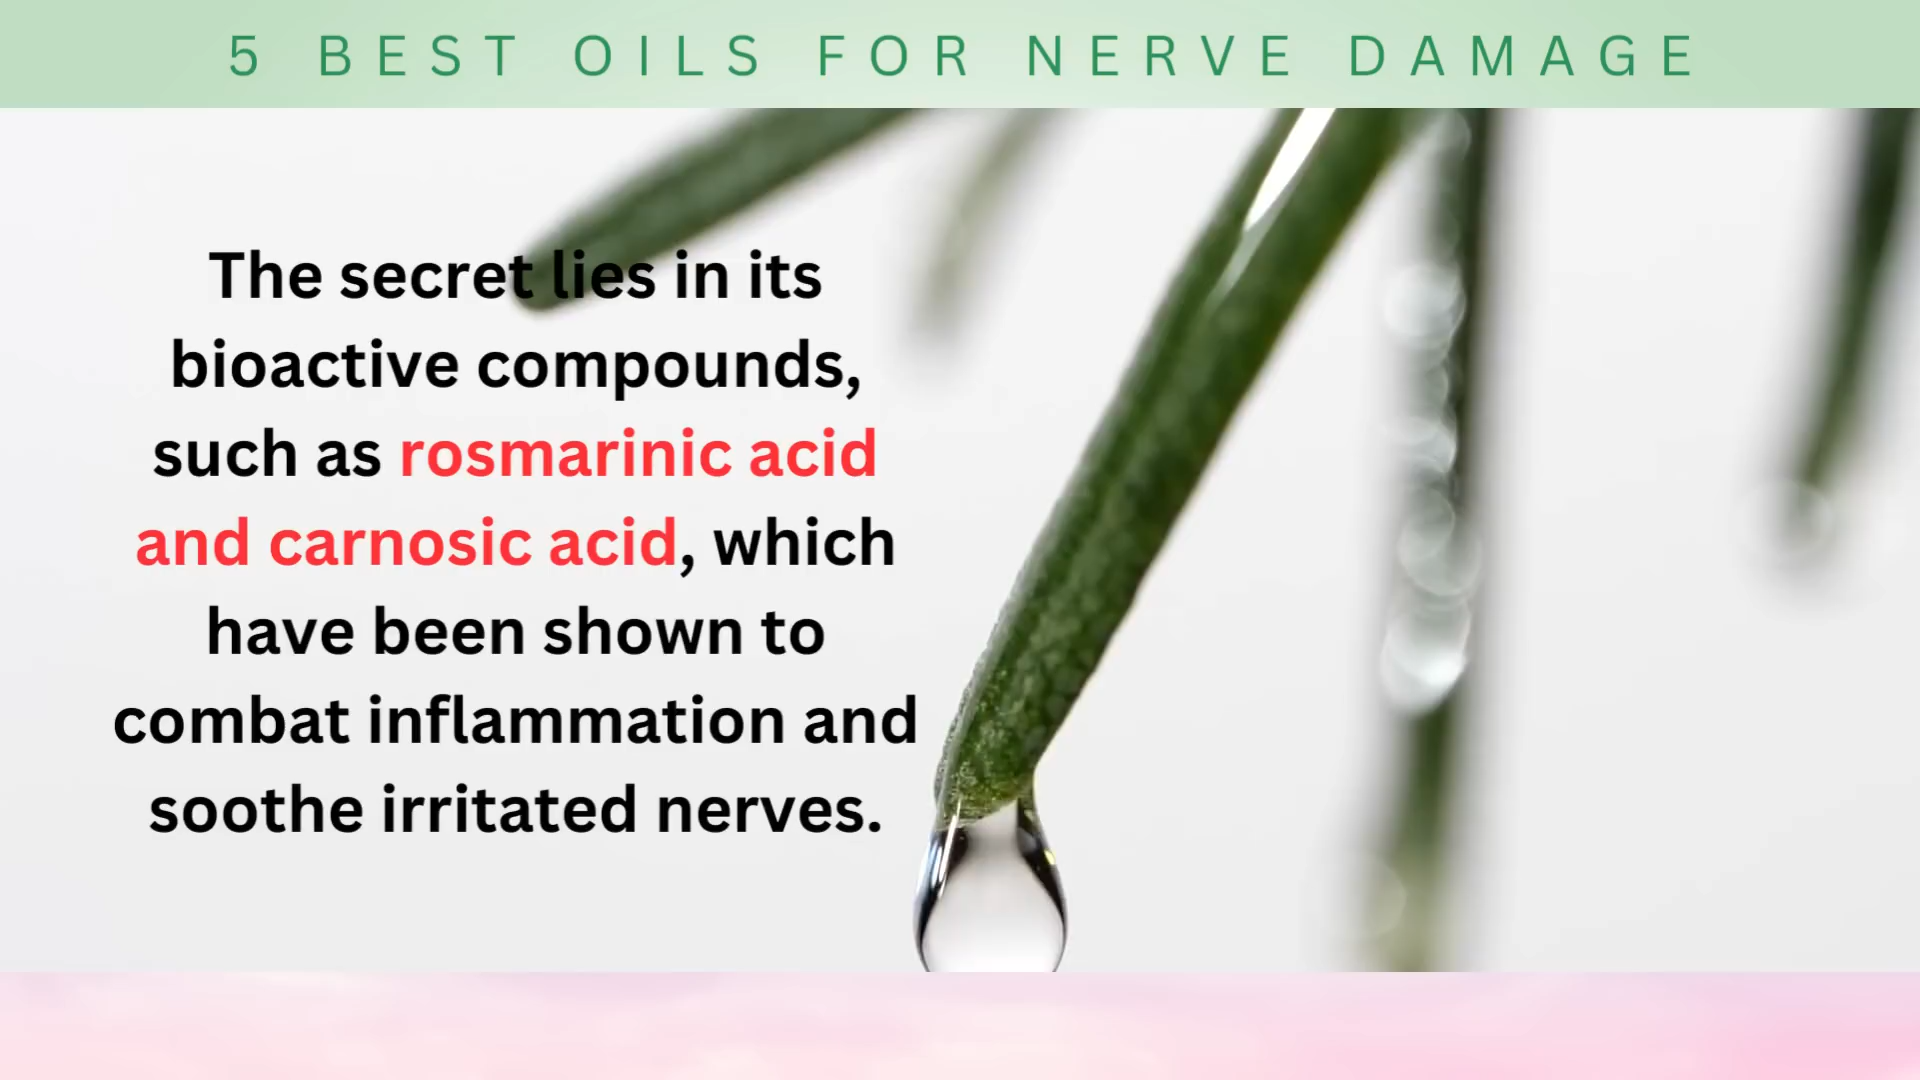 5 BEST OILS FOR NERVE DAMAGE
The secret lies in its
bioactive compounds,
such as rosmarinic acid
and carnosic acid, which
have been shown to
combat inflammation and
soothe irritated nerves.